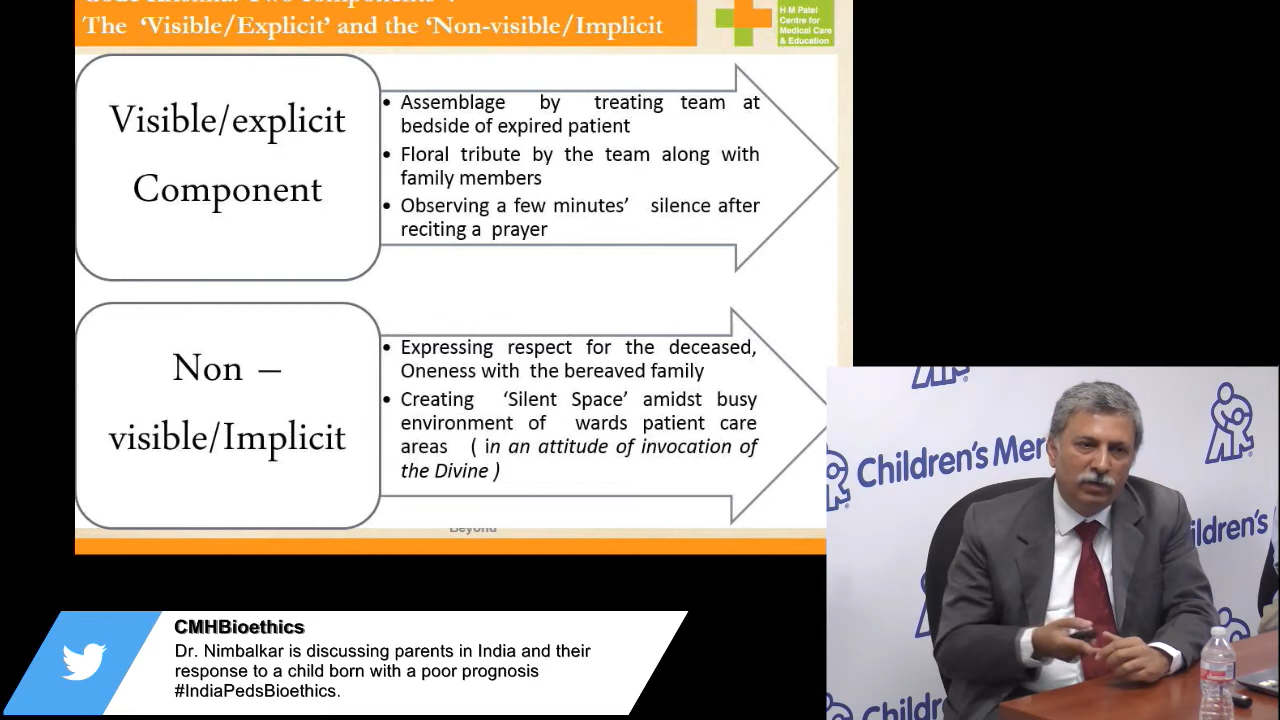 The ‘Visible/Explicit’ and the ‘Non-visible/Implicit
H M Patel
Centre for
Medical Care
& Education
Visible/explicit
Component
• Assemblage by treating team at
bedside of expired patient
• Floral tribute by the team along with
family members
• Observing a few minutes’ silence after
reciting a prayer
Non –
visible/Implicit
• Expressing respect for the deceased,
Oneness with the bereaved family
• Creating ‘Silent Space’ amidst busy
environment of wards patient care
areas ( in an attitude of invocation of
the Divine )
Beyond
Children's Mer
ildren's
Childr
CMHBioethics
Dr. Nimbalkar is discussing parents in India and their
response to a child born with a poor prognosis
#IndiaPedsBioethics.